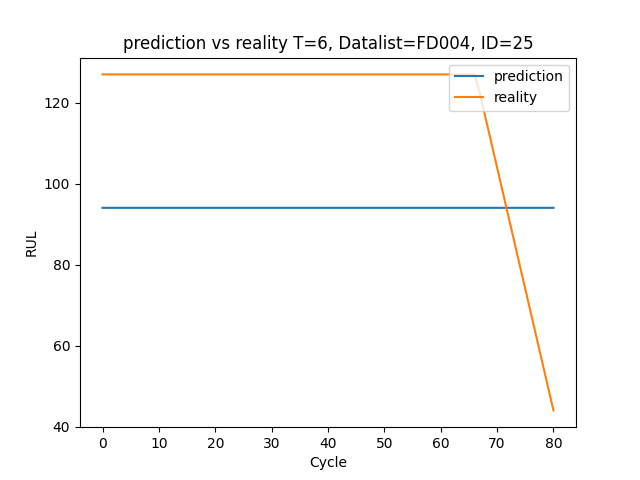 prediction vs reality T=6, Datalist=FD004, ID=25
prediction
reality
120
100
80
60
40
RUL
0 10 20 30 40 50 60 70 80
Cycle